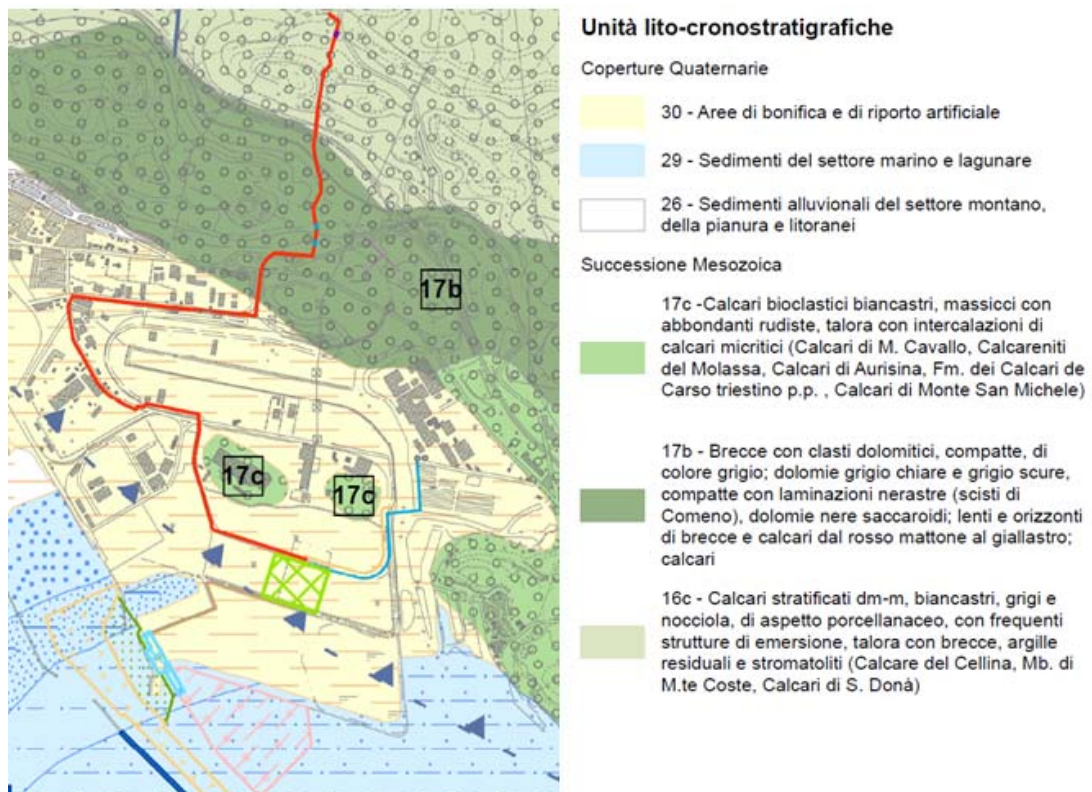 Unità lito-cronostratigrafiche
Coperture Quaternarie
30 - Aree di bonifica e di riporto artificiale
29 - Sedimenti del settore marino e lagunare
26 - Sedimenti alluvionali del settore montano,
della pianura e litoranei
Successione Mesozoica
17c -Calcari bioclastici biancastri, massicci con
abbondanti rudiste, talora con intercalazioni di
calcari micritici (Calcari di M. Cavallo, Calcareniti
del Molassa, Calcari di Aurisina, Fm. dei Calcari de
Carso triestino p.p. , Calcari di Monte San Michele)
17b - Brecce con clasti dolomitici, compatte, di
colore grigio; dolomie grigio chiare e grigio scure,
compatte con laminazioni nerastre (scisti di
Comeno), dolomie nere saccaroidi; lenti e orizzonti
di brecce e calcari dal rosso mattone al giallastro;
calcari
16c - Calcari stratificati dm-m, biancastri, grigi e
nocciola, di aspetto porcellanaceo, con frequenti
strutture di emersione, talora con brecce, argille
residuali e stromatoliti (Calcare del Cellina, Mb. di
M.te Coste, Calcari di S. Donà)
17b
17c
17c